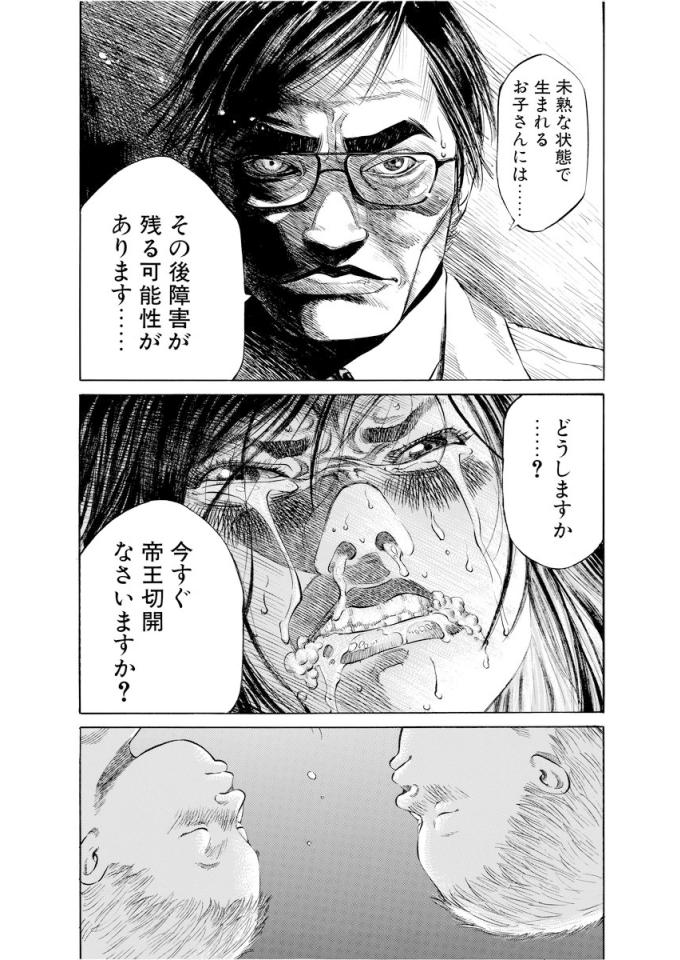 未熟な状態で
生まれる
お子さんには……
その後障害が
残る可能性が
あります……
どうしますか
……?
今すぐ
帝王切開
なさいますか?